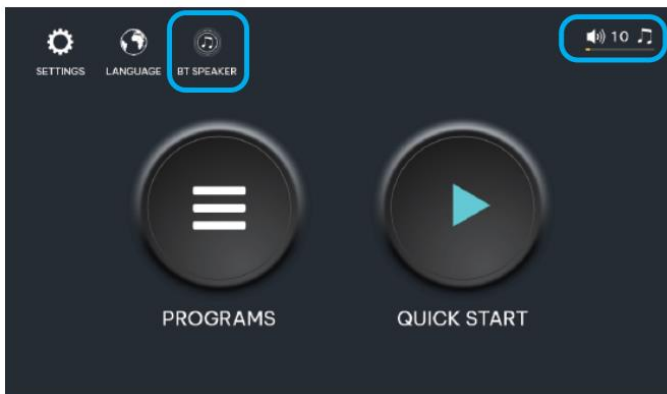 10
SETTINGS
LANGUAGE
BT SPEAKER
PROGRAMS
QUICK START